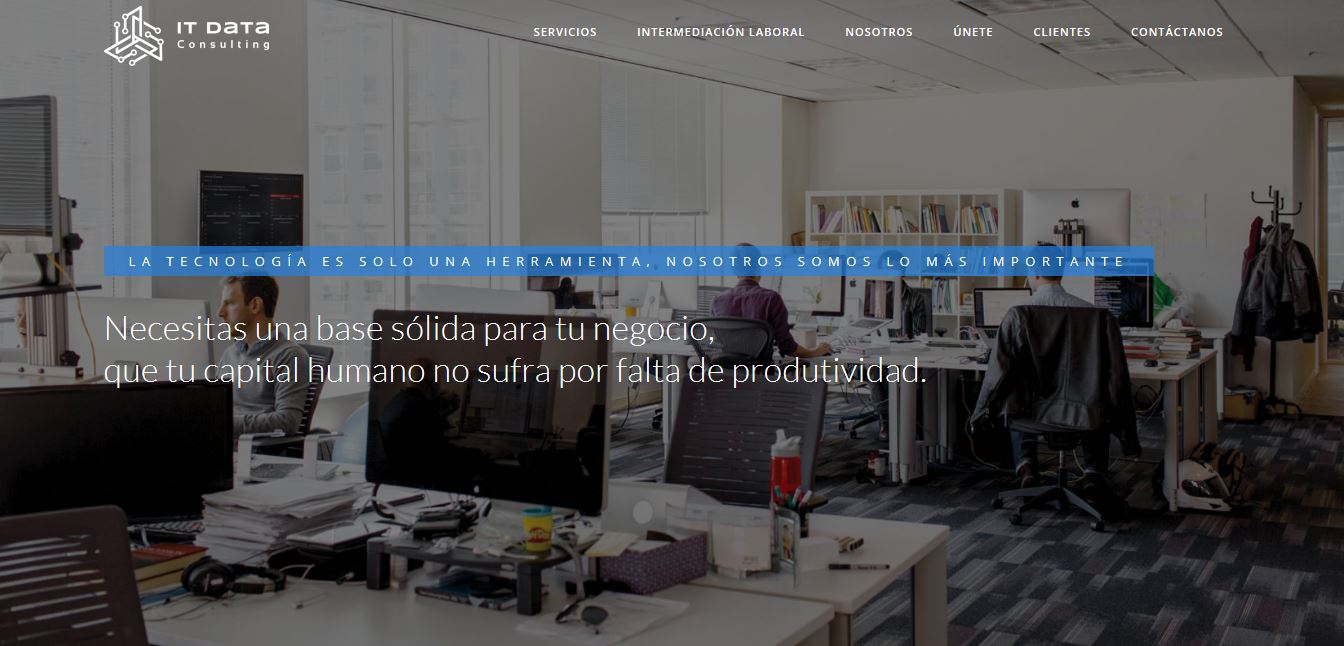 IT DATA
Consulting
SERVICIOS
INTERMEDIACIÓN LABORAL
NOSOTROS
ÚNETE
CLIENTES
CONTÁCTANOS
LA TECNOLOGÍA ES SOLO UNA HERRAMIENTA, NOSOTROS SOMOS LO MÁS IMPORTANTE
Necesitas una base sólida para tu negocio,
que tu capital humano no sufra por falta de produtividad.